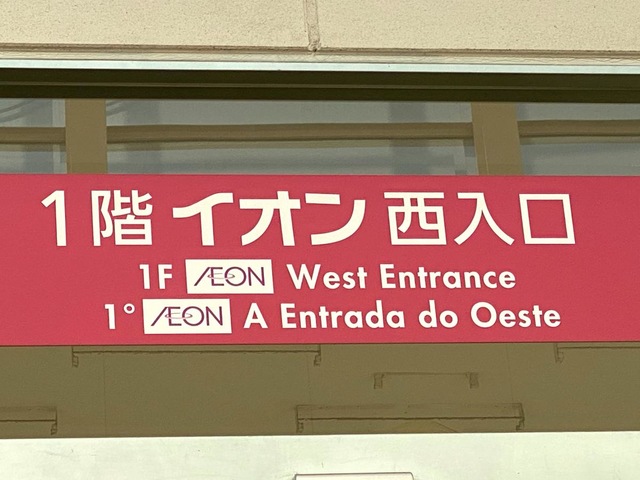 1階 イオン 西入口
1F ÆON West Entrance
1° ÆON A Entrada do Oeste